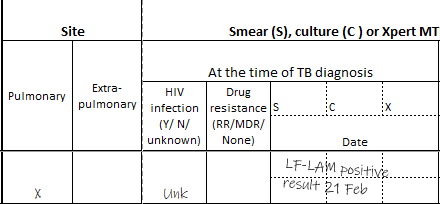 Site
Smear (S), culture (C ) or Xpert MT
At the time of TB diagnosis
Pulmonary
Extra-
pulmonary
HIV
infection
(Y/ N/
unknown)
Drug
resistance
(RR/MDR/
None)
S
C
X
Date
X
Unk
LF-LAM positive
result 21 Feb